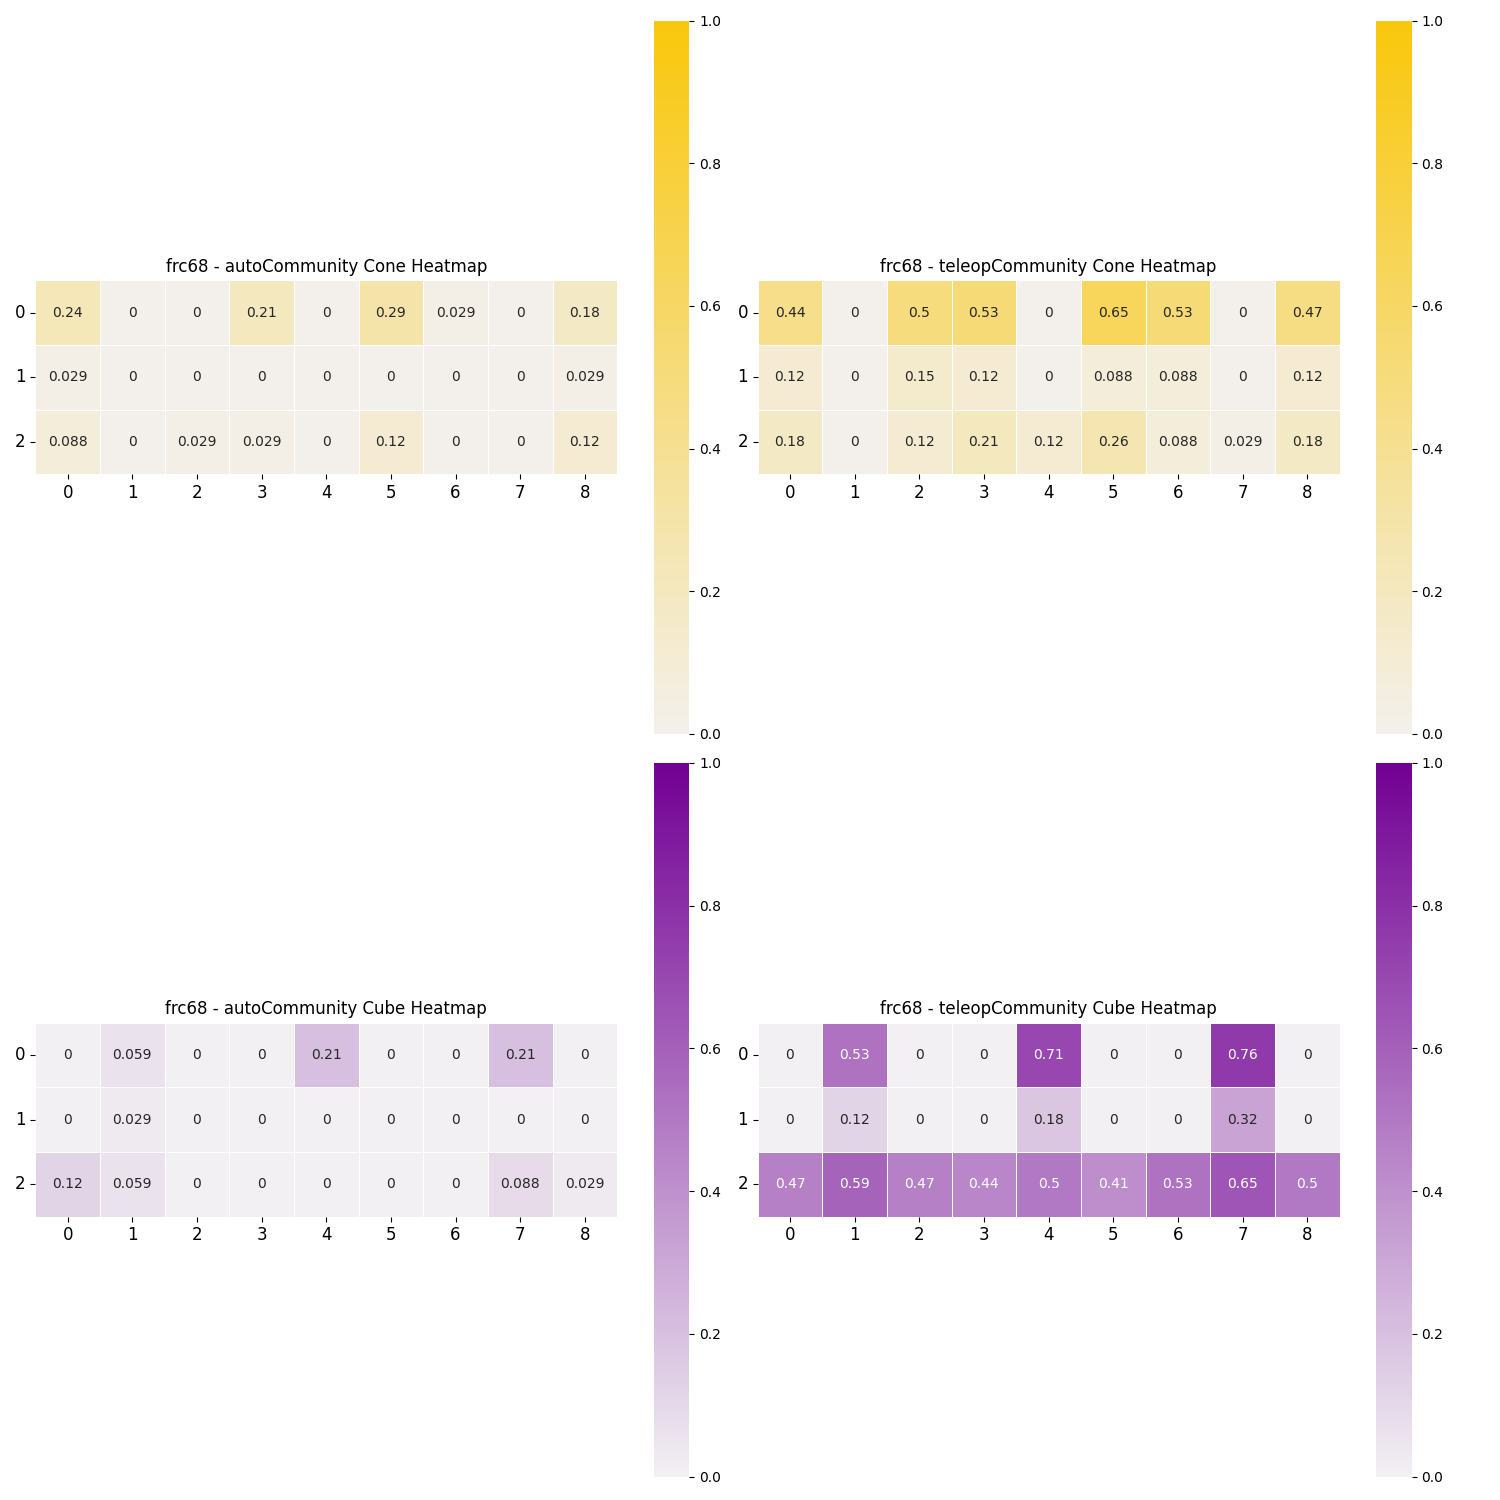 frc68 - autoCommunity Cone Heatmap
0 0.24 0 0 0.21 0 0.29 0.029 0 0.18
1 0.029 0 0 0 0 0 0 0 0.029
2 0.088 0 0.029 0.029 0 0.12 0 0 0.12
0 1 2 3 4 5 6 7 8
1.0
0.8
0.6
0.4
0.2
0.0
frc68 - teleopCommunity Cone Heatmap
0.44 0 0.5 0.53 0 0.65 0.53 0 0.47
0.12 0 0.15 0.12 0 0.088 0.088 0 0.12
0.18 0 0.12 0.21 0.12 0.26 0.088 0.029 0.18
0 1 2 3 4 5 6 7 8
1.0
0.8
0.6
0.4
0.2
0.0
frc68 - autoCommunity Cube Heatmap
0 0 0.059 0 0 0.21 0 0 0.21 0
1 0 0.029 0 0 0 0 0 0 0
2 0.12 0.059 0 0 0 0 0 0.088 0.029
0 1 2 3 4 5 6 7 8
1.0
0.8
0.6
0.4
0.2
0.0
frc68 - teleopCommunity Cube Heatmap
0 0 0.53 0 0 0.71 0 0 0.76 0
1 0 0.12 0 0 0.18 0 0 0.32 0
2 0.47 0.59 0.47 0.44 0.5 0.41 0.53 0.65 0.5
0 1 2 3 4 5 6 7 8
1.0
0.8
0.6
0.4
0.2
0.0